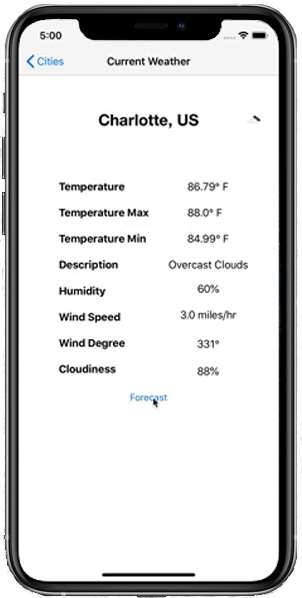 5:00
Cities Current Weather
Charlotte, US
Temperature 86.79° F
Temperature Max 88.0° F
Temperature Min 84.99° F
Description Overcast Clouds
Humidity 60%
Wind Speed 3.0 miles/hr
Wind Degree 331°
Cloudiness 88%
Forecast